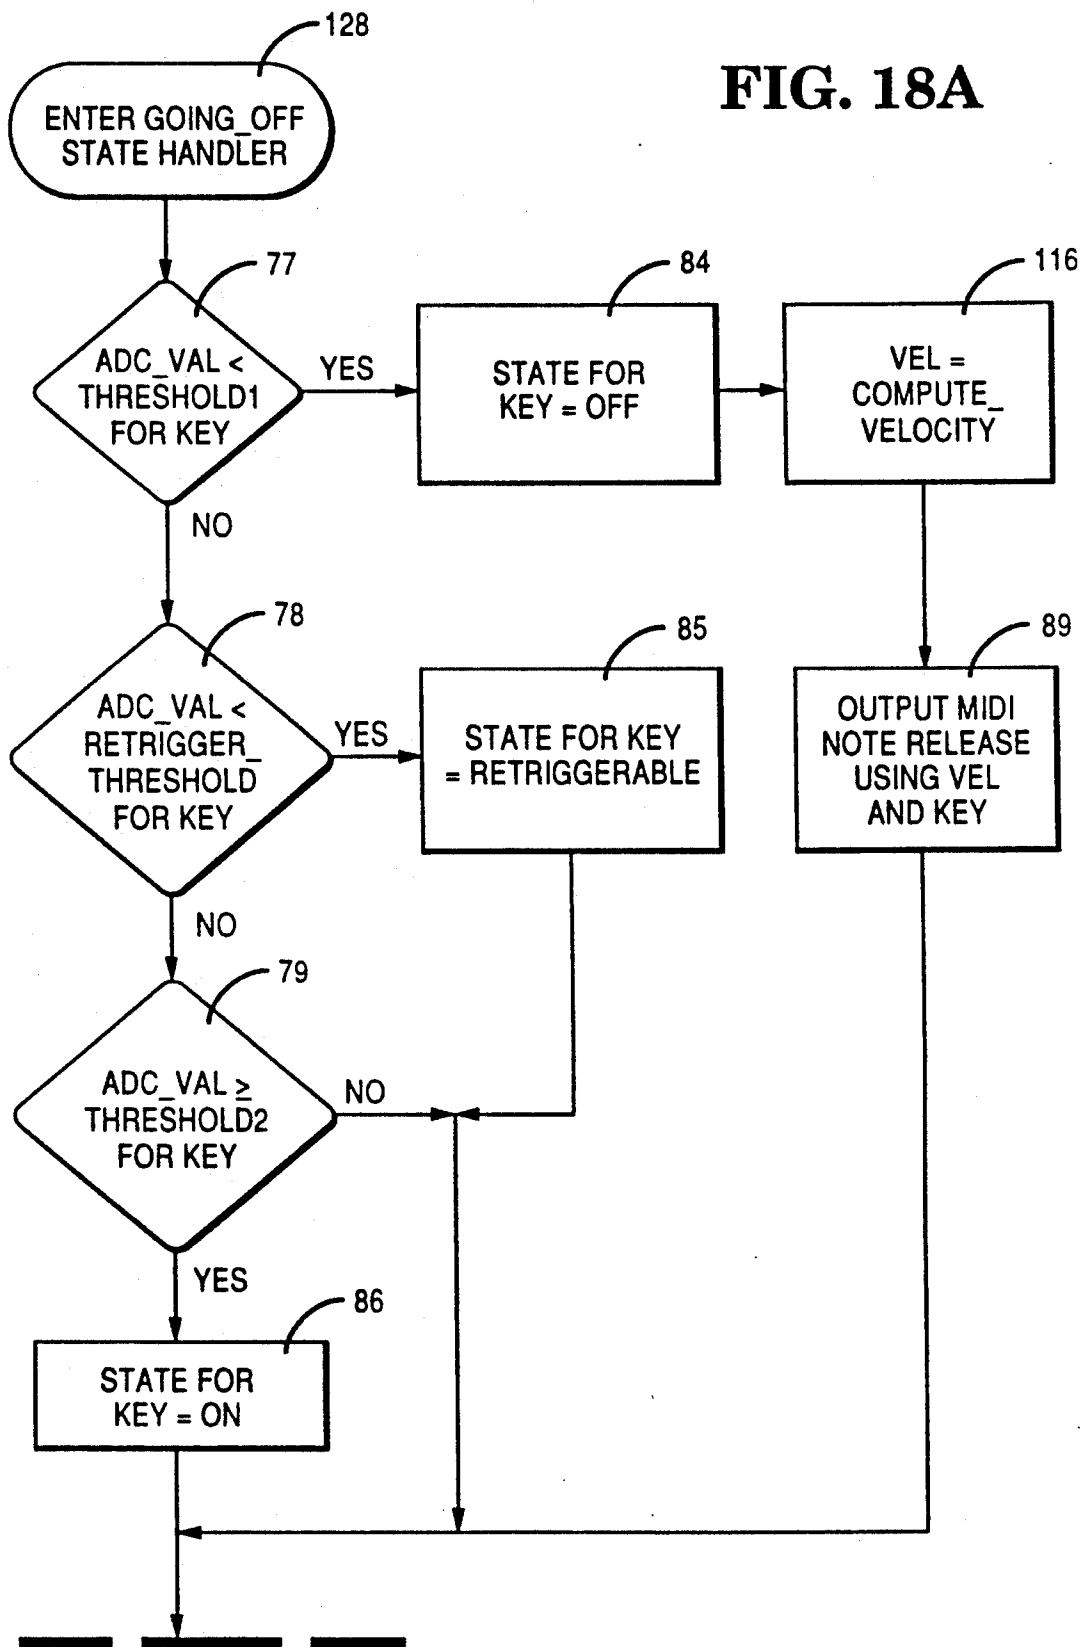 128
FIG. 18A
ENTER GOING_OFF
STATE HANDLER
77
84
116
ADC_VAL <
THRESHOLD1
FOR KEY
YES
STATE FOR
KEY = OFF
VEL =
COMPUTE_
VELOCITY
NO
78
85
89
ADC_VAL <
RETRIGGER_
THRESHOLD
FOR KEY
YES
STATE FOR KEY
= RETRIGGERABLE
OUTPUT MIDI
NOTE RELEASE
USING VEL
AND KEY
NO
79
ADC_VAL ≥
THRESHOLD2
FOR KEY
NO
YES
86
STATE FOR
KEY = ON